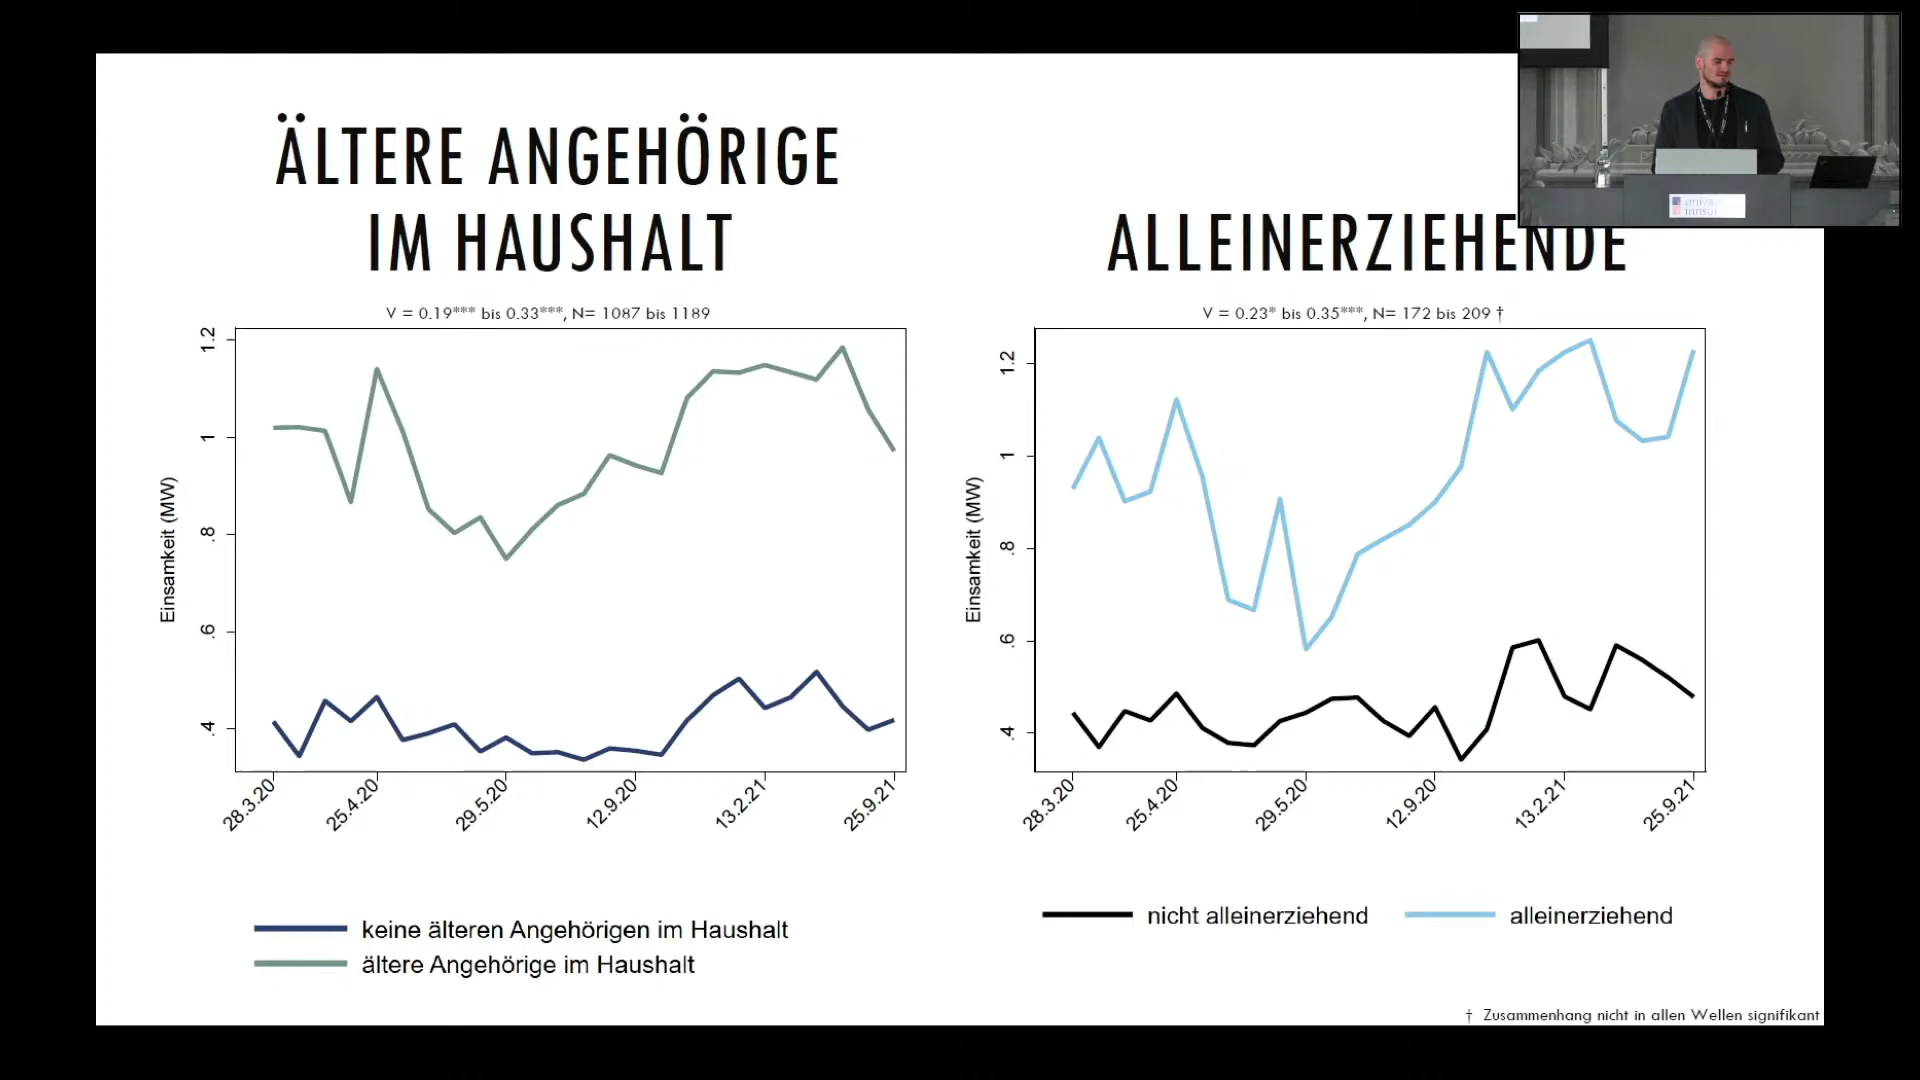 ÄLTERE ANGEHÖRIGE
IM HAUSHALT
V = 0.19*** bis 0.33***, N= 1087 bis 1189
Einsamkeit (MW)
1.2
1
.8
.6
.4
28.3.20
25.4.20
29.5.20
12.9.20
13.2.21
25.9.21
keine älteren Angehörigen im Haushalt
ältere Angehörige im Haushalt
ALLEINERZIEHENDE
V = 0.23* bis 0.35***, N= 172 bis 209 †
Einsamkeit (MW)
1.2
1
.8
.6
.4
28.3.20
25.4.20
29.5.20
12.9.20
13.2.21
25.9.21
nicht alleinerziehend
alleinerziehend
† Zusammenhang nicht in allen Wellen signifikant